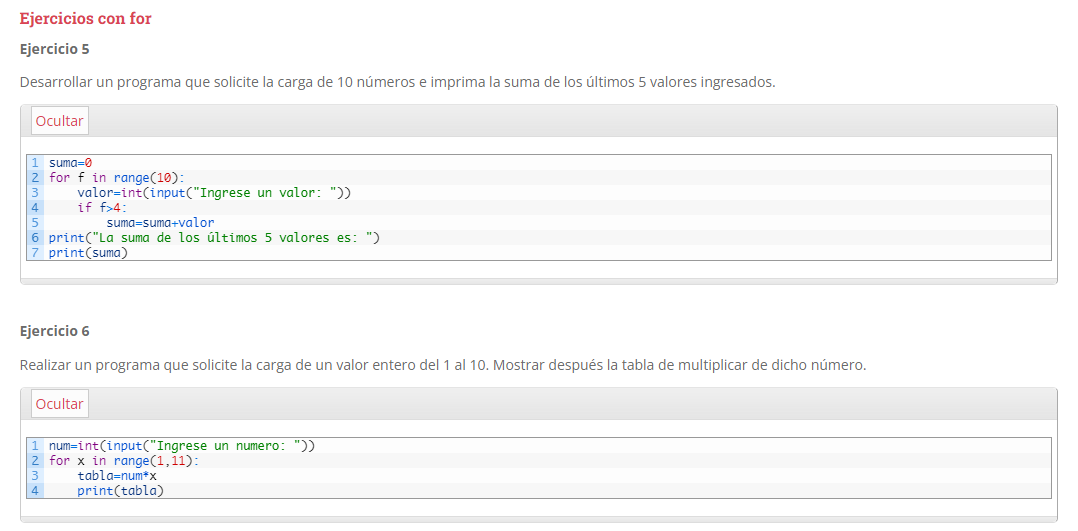 Ejercicios con for
Ejercicio 5
Desarrollar un programa que solicite la carga de 10 números e imprima la suma de los últimos 5 valores ingresados.
Ocultar
1 suma=0
2 for f in range(10):
3     valor=int(input("Ingrese un valor: "))
4     if f>4:
5         suma=suma+valor
6 print("La suma de los últimos 5 valores es: ")
7 print(suma)
Ejercicio 6
Realizar un programa que solicite la carga de un valor entero del 1 al 10. Mostrar después la tabla de multiplicar de dicho número.
Ocultar
1 num=int(input("Ingrese un numero: "))
2 for x in range(1,11):
3     tabla=num*x
4     print(tabla)